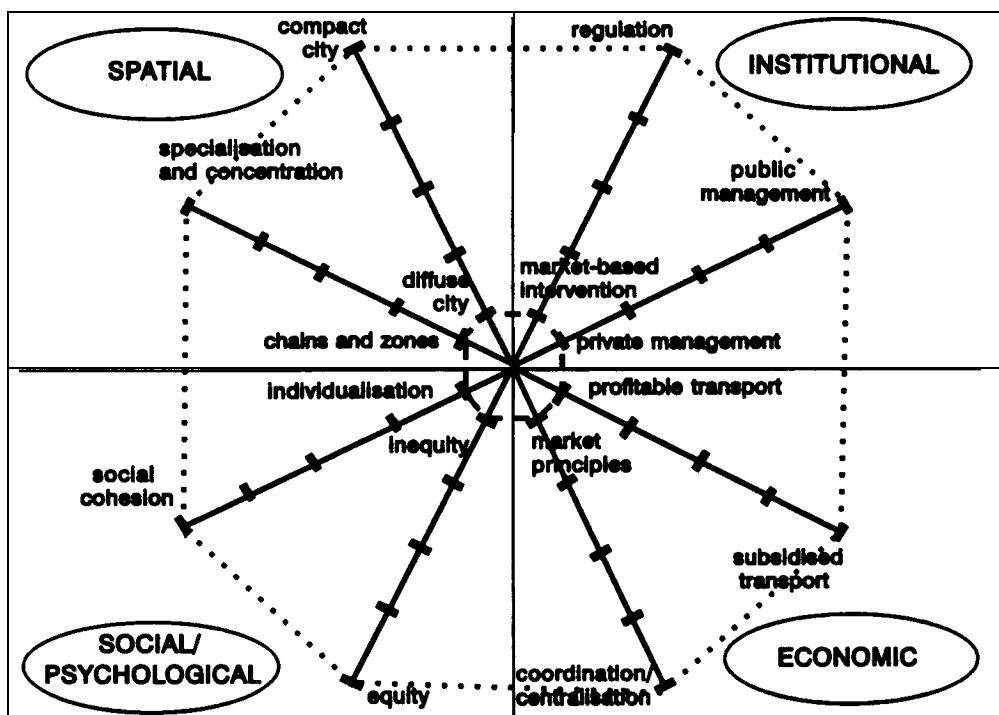 compact
city
regulation
SPATIAL
INSTITUTIONAL
specialisation
and concentration
public
management
diffuse
city
market-based
intervention
chains and zones
private management
individualisation
profitable transport
inequity
market
principles
social
cohesion
subsidised
transport
SOCIAL/
PSYCHOLOGICAL
ECONOMIC
equity
coordination/
centralisation